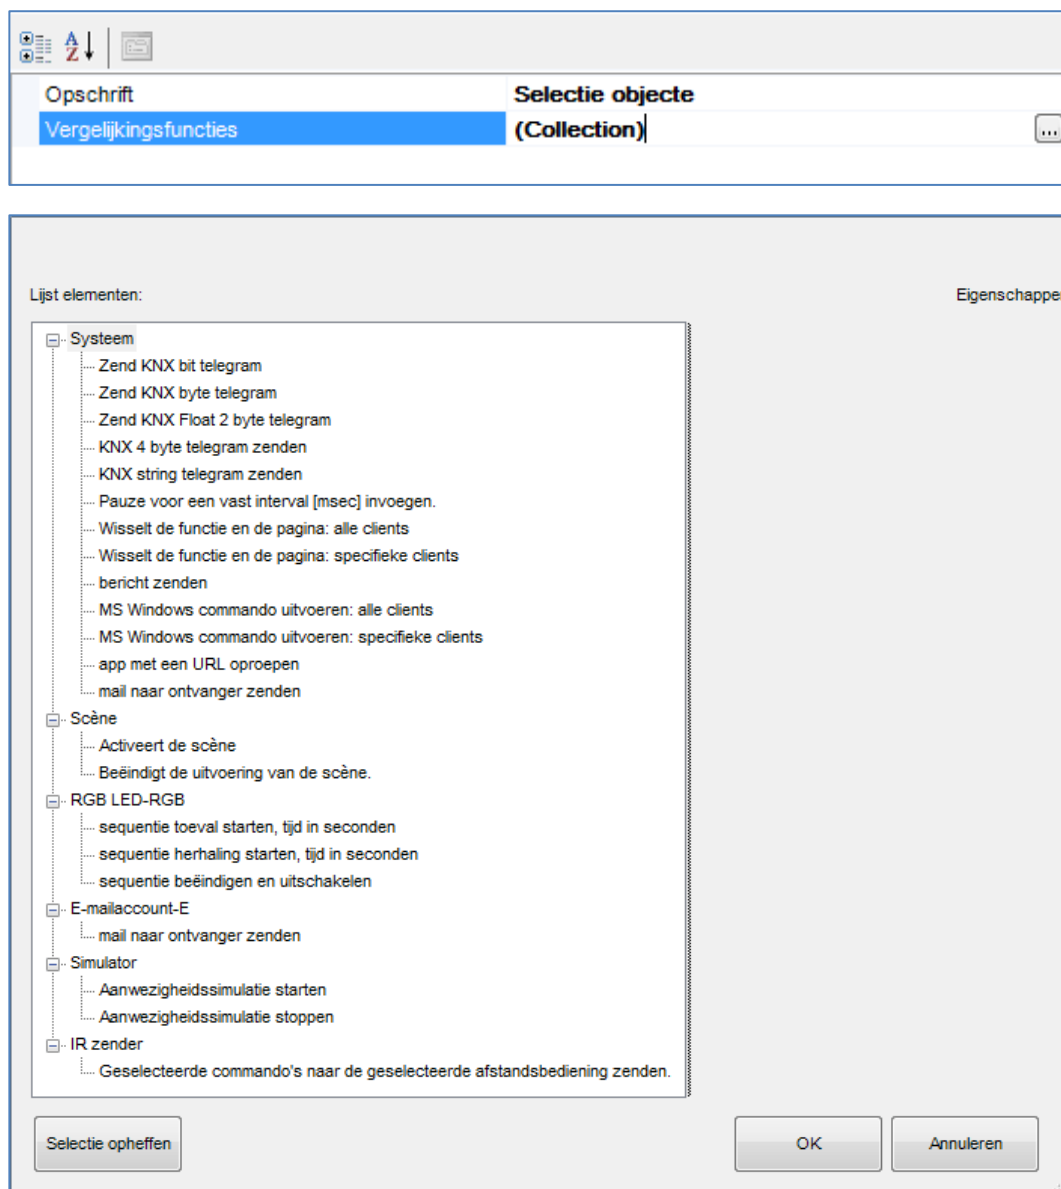 Opschrift Selectie objecte
Vergelijkingsfuncties (Collection) ...
Lijst elementen: Eigenschappe
Systeem
Zend KNX bit telegram
Zend KNX byte telegram
Zend KNX Float 2 byte telegram
KNX 4 byte telegram zenden
KNX string telegram zenden
Pauze voor een vast interval [msec] invoegen.
Wisselt de functie en de pagina: alle clients
Wisselt de functie en de pagina: specifieke clients
bericht zenden
MS Windows commando uitvoeren: alle clients
MS Windows commando uitvoeren: specifieke clients
app met een URL oproepen
mail naar ontvanger zenden
Scène
Activeert de scène
Beëindigt de uitvoering van de scène.
RGB LED-RGB
sequentie toeval starten, tijd in seconden
sequentie herhaling starten, tijd in seconden
sequentie beëindigen en uitschakelen
E-mailaccount-E
mail naar ontvanger zenden
Simulator
Aanwezigheidssimulatie starten
Aanwezigheidssimulatie stoppen
IR zender
Geselecteerde commando's naar de geselecteerde afstandsbediening zenden.
Selectie opheffen OK Annuleren